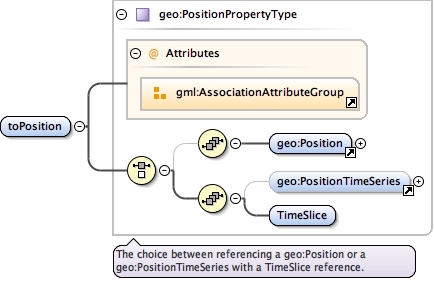 geo:PositionPropertyType
@ Attributes
gml:AssociationAttributeGroup
toPosition
geo:Position
geo:PositionTimeSeries
TimeSlice
The choice between referencing a geo:Position or a
geo:PositionTimeSeries with a TimeSlice reference.